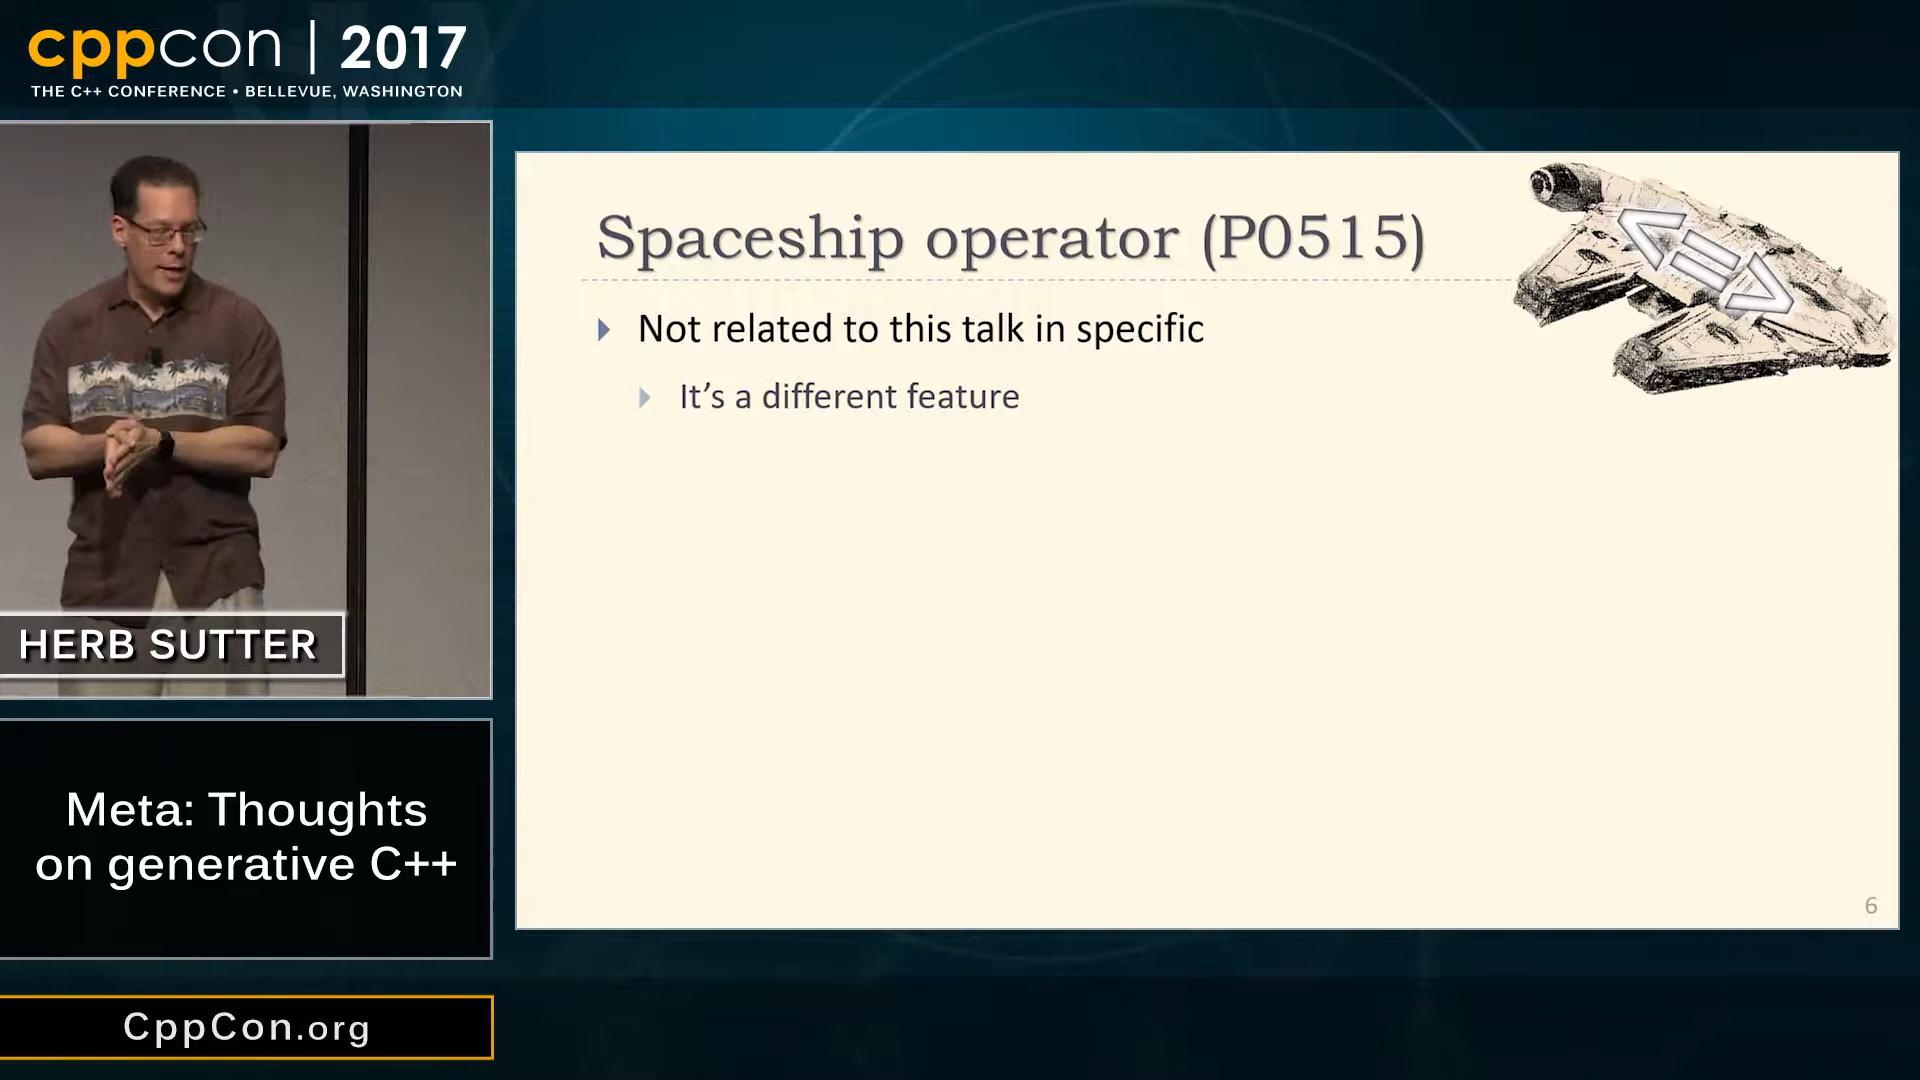 cppcon | 2017
THE C++ CONFERENCE • BELLEVUE, WASHINGTON
HERB SUTTER
Meta: Thoughts
on generative C++
CppCon.org
Spaceship operator (P0515)
<=>
Not related to this talk in specific
It’s a different feature
6